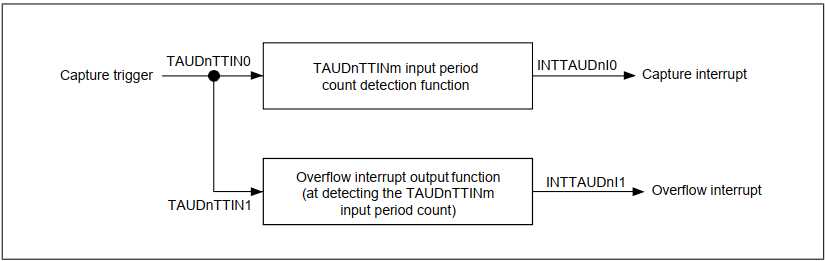 TAUDnTTIN0
Capture trigger
TAUDnTTINm input period
count detection function
INTTAUDnI0
Capture interrupt
TAUDnTTIN1
Overflow interrupt output function
(at detecting the TAUDnTTINm
input period count)
INTTAUDnI1
Overflow interrupt